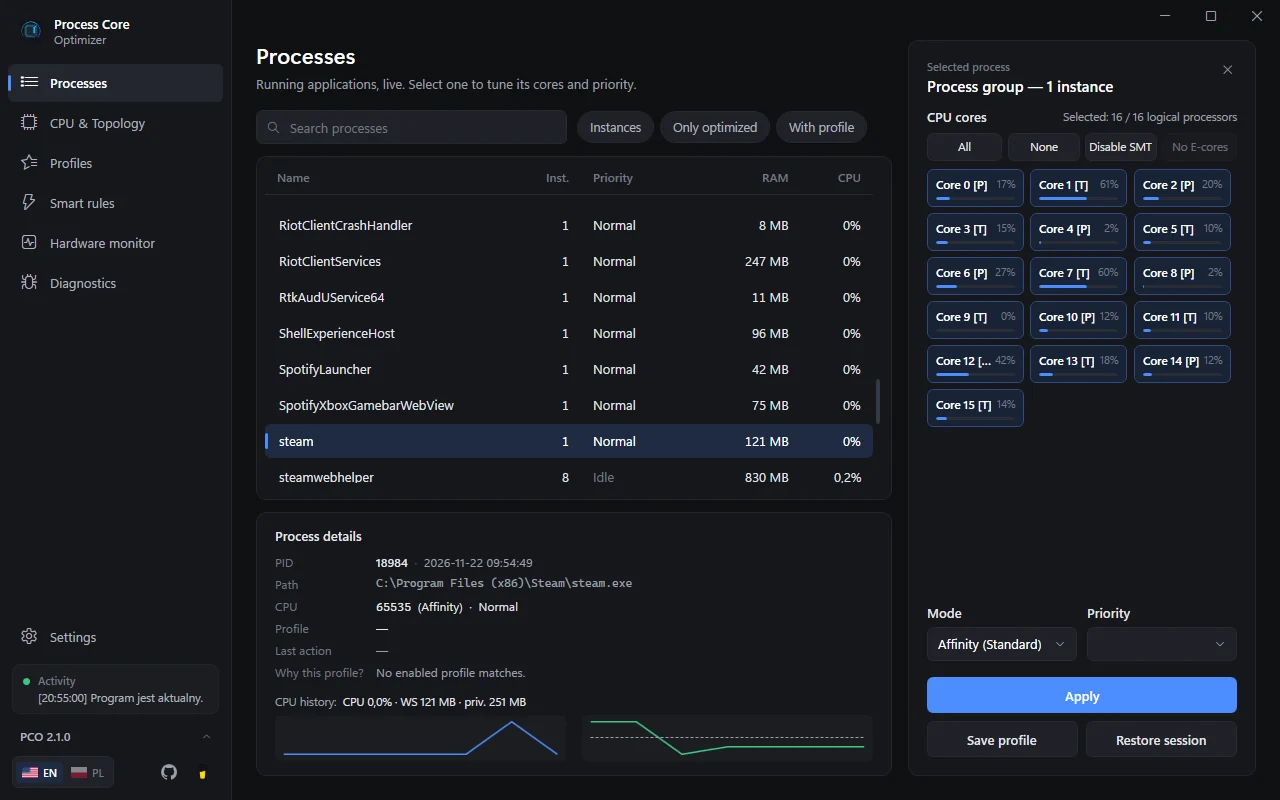 Process Core
Optimizer
Processes
CPU & Topology
Profiles
Smart rules
Hardware monitor
Diagnostics
Settings
Activity
[20:55:00] Program jest aktualny.
PCO 2.1.0
EN PL
Processes
Running applications, live. Select one to tune its cores and priority.
Search processes
Instances Only optimized With profile
Name Inst. Priority RAM CPU
RiotClientCrashHandler 1 Normal 8 MB 0%
RiotClientServices 1 Normal 247 MB 0%
RtkAudUService64 1 Normal 11 MB 0%
ShellExperienceHost 1 Normal 96 MB 0%
SpotifyLauncher 1 Normal 42 MB 0%
SpotifyXboxGamebarWebView 1 Normal 75 MB 0%
steam 1 Normal 121 MB 0%
steamwebhelper 8 Idle 830 MB 0,2%
Process details
PID 18984 · 2026-11-22 09:54:49
Path C:\Program Files (x86)\Steam\steam.exe
CPU 65535 (Affinity) · Normal
Profile —
Last action —
Why this profile? No enabled profile matches.
CPU history: CPU 0,0% · WS 121 MB · priv. 251 MB
Selected process
Process group — 1 instance
CPU cores Selected: 16 / 16 logical processors
All None Disable SMT No E-cores
Core 0 [P] 17% Core 1 [T] 61% Core 2 [P] 20%
Core 3 [T] 15% Core 4 [P] 2% Core 5 [T] 10%
Core 6 [P] 27% Core 7 [T] 60% Core 8 [P] 2%
Core 9 [T] 0% Core 10 [P] 12% Core 11 [T] 10%
Core 12 [... 42% Core 13 [T] 18% Core 14 [P] 12%
Core 15 [T] 14%
Mode Priority
Affinity (Standard)
Apply
Save profile Restore session